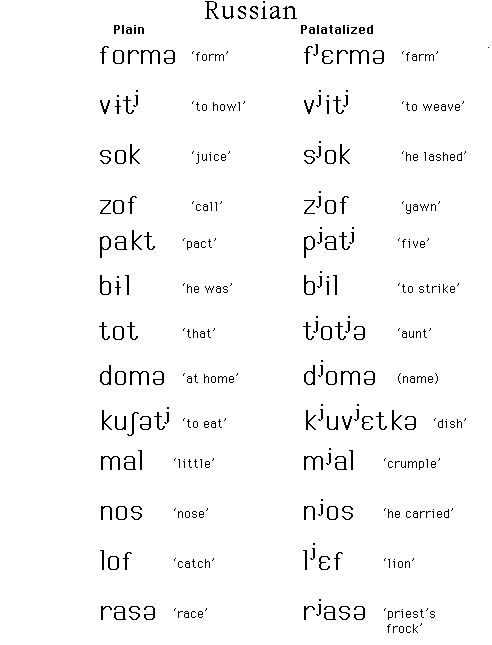 Russian
Plain Palatalized
formə ‘form’ fʲɛrmə ‘farm’
vɨtʲ ‘to howl’ vʲitʲ ‘to weave’
sok ‘juice’ sʲok ‘he lashed’
zof ‘call’ zʲof ‘yawn’
pakt ‘pact’ pʲatʲ ‘five’
bɨl ‘he was’ bʲil ‘to strike’
tot ‘that’ tʲotʲə ‘aunt’
domə ‘at home’ dʲomə (name)
kuʃətʲ ‘to eat’ kʲuvʲɛtkə ‘dish’
mal ‘little’ mʲal ‘crumple’
nos ‘nose’ nʲos ‘he carried’
lof ‘catch’ lʲɛf ‘lion’
rasə ‘race’ rʲasə ‘priest’s
frock’